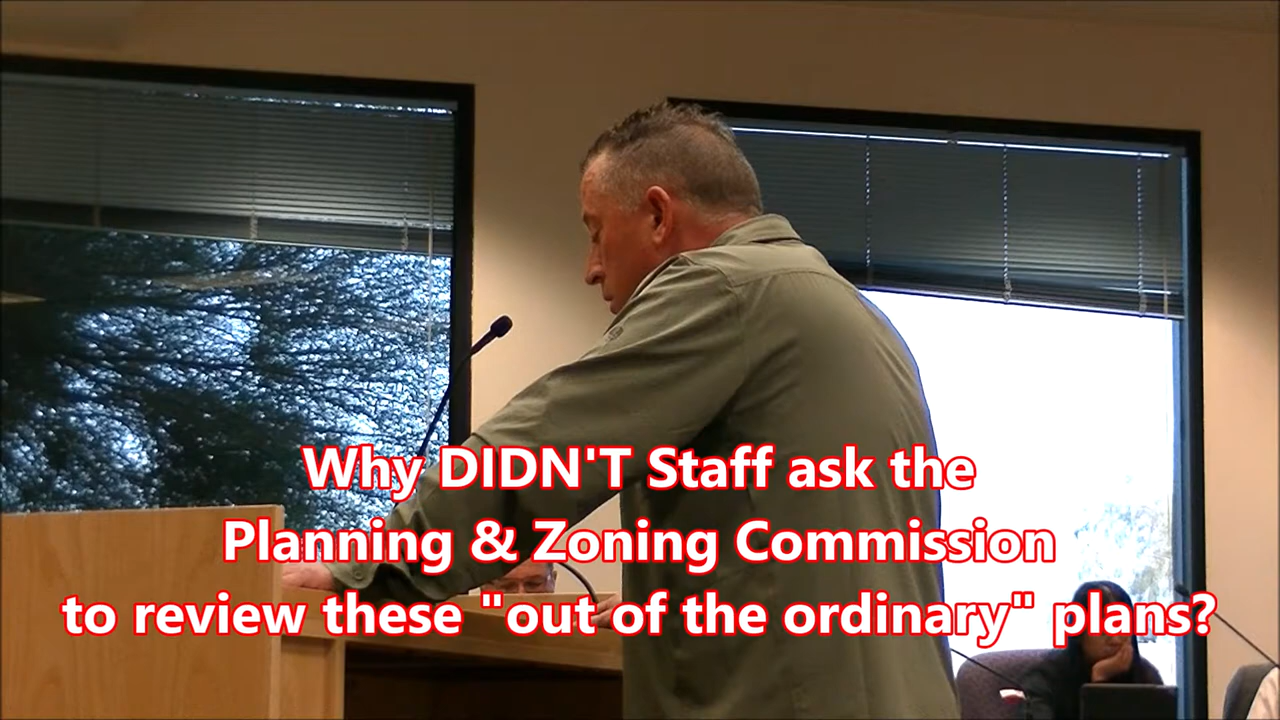 Why DIDN'T Staff ask the
Planning & Zoning Commission
to review these "out of the ordinary" plans?